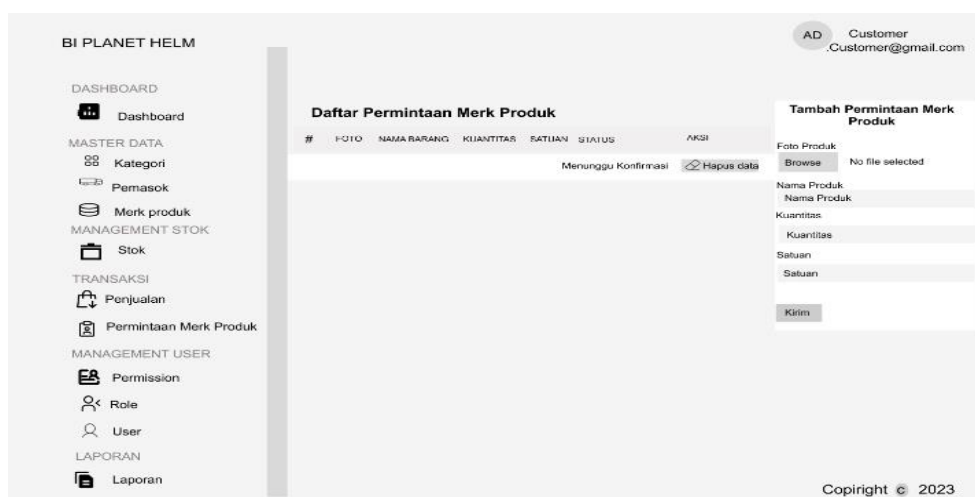 BI PLANET HELM
AD
Customer
.Customer@gmail.com
DASHBOARD
Dashboard
MASTER DATA
Kategori
Pemasok
Merk produk
MANAGEMENT STOK
Stok
TRANSAKSI
Penjualan
Permintaan Merk Produk
MANAGEMENT USER
Permission
Role
User
LAPORAN
Laporan
Daftar Permintaan Merk Produk
# FOTO NAMA BARANG KUANTITAS SATUAN STATUS AKSI
Menunggu Konfirmasi Hapus data
Tambah Permintaan Merk
Produk
Foto Produk
Browse No file selected
Nama Produk
Nama Produk
Kuantitas
Kuantitas
Satuan
Satuan
Kirim
Copiright c 2023